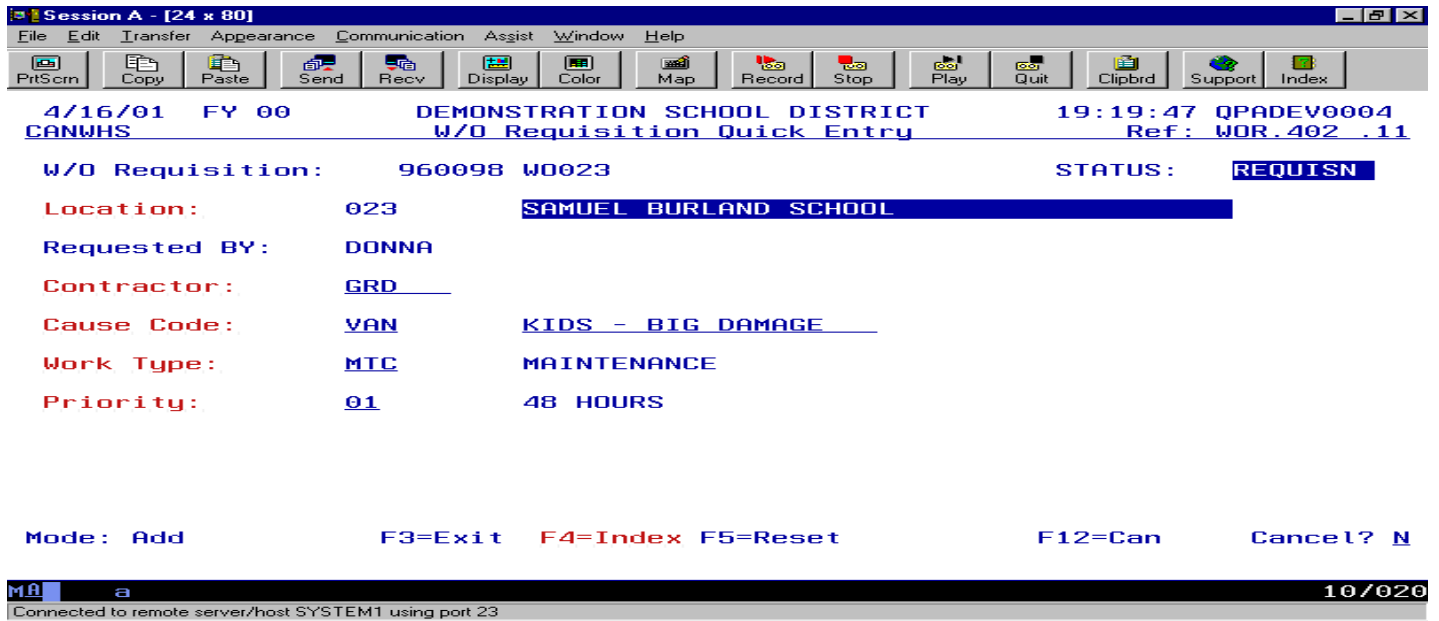 Session A - [24 x 80]
File Edit Transfer Appearance Communication Assist Window Help
PrtScrn Copy Paste Send Recv Display Color Map Record Stop Play Quit Clipbrd Support Index
4/16/01 FY 00 DEMONSTRATION SCHOOL DISTRICT 19:19:47 QPADEV0004
CANWHS W/O Requisition Quick Entry Ref: WOR.402 .11
W/O Requisition: 960098 WO023 STATUS: REQUISN
Location: 023 SAMUEL BURLAND SCHOOL
Requested BY: DONNA
Contractor: GRD
Cause Code: VAN KIDS - BIG DAMAGE
Work Type: MTC MAINTENANCE
Priority: 01 48 HOURS
Mode: Add F3=Exit F4=Index F5=Reset F12=Can Cancel? N
MA a 10/020
Connected to remote server/host SYSTEM1 using port 23